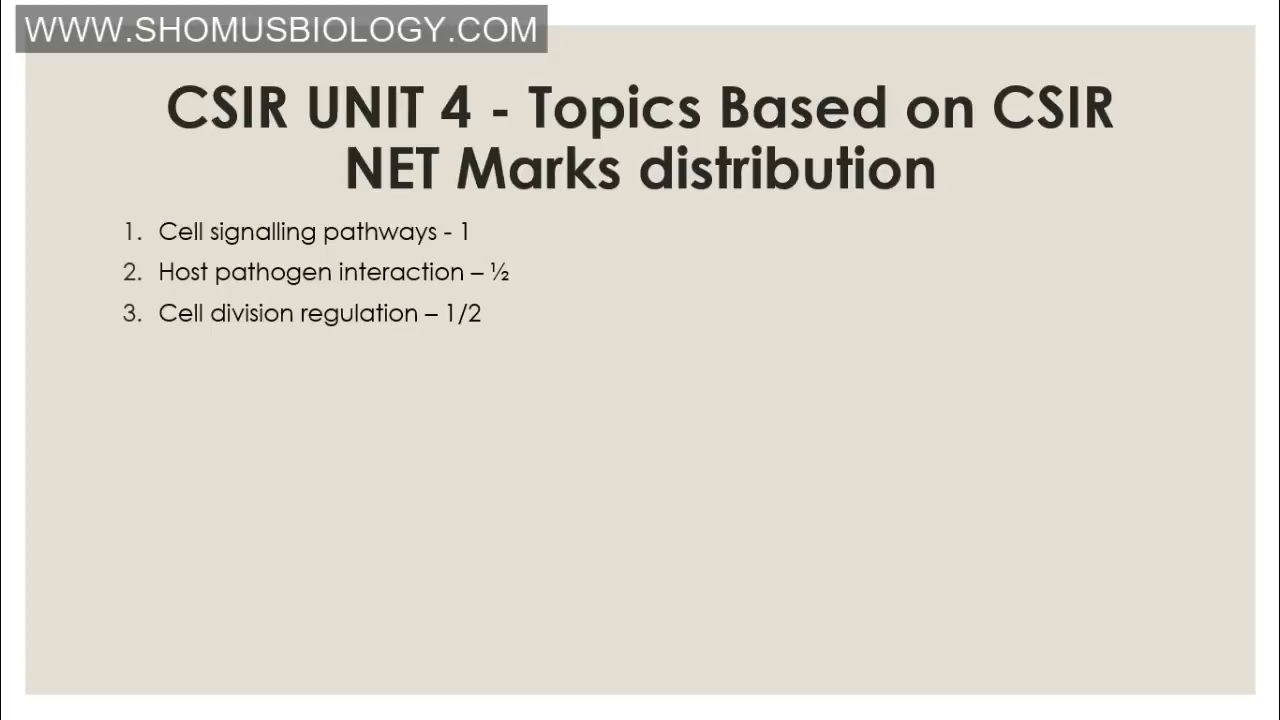 WWW.SHOMUSBIOLOGY.COM
CSIR UNIT 4 - Topics Based on CSIR
NET Marks distribution
1. Cell signalling pathways - 1
2. Host pathogen interaction – ½
3. Cell division regulation – 1/2